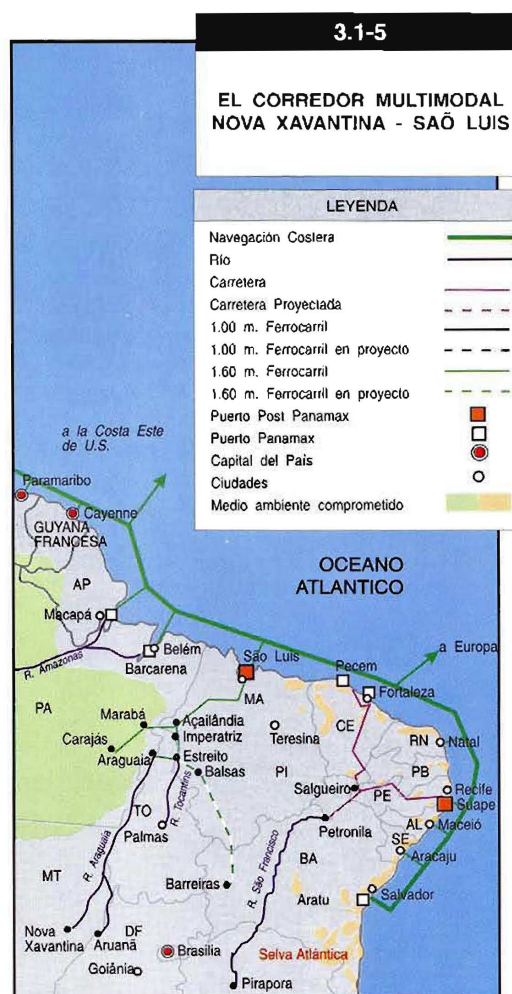 3.1-5
EL CORREDOR MULTIMODAL
NOVA XAVANTINA - SAÕ LUIS
LEYENDA
Navegación Costera
Río
Carretera
Carretera Proyectada
1.00 m. Ferrocarril
1.00 m. Ferrocarril en proyecto
1.60 m. Ferrocarril
1.60 m. Ferrocarril en proyecto
Puerto Post Panamax
Puerto Panamax
Capital del País
Ciudades
Medio ambiente comprometido
a la Costa Este
de U.S.
Paramaribo
Cayenne
GUYANA
FRANCESA
OCEANO
ATLANTICO
AP
Macapá
Belém
Barcarena
R. Amazonas
a Europa
São Luis
Pecem
Fortaleza
MA
PA
Marabá
Açailândia
Imperatriz
Carajás
Araguaia
Estreito
Balsas
Teresina
CE
RN
Natal
PI
PB
Salgueiro
PE
Recife
Suape
TO
Palmas
R. Tocantins
Petronila
AL
Maceió
SE
Aracaju
R. Araguaia
R. São Francisco
BA
MT
Barreiras
Aratu
Salvador
Nova
Xavantina
Aruanã
DF
Brasilia
Selva Atlántica
Goiânia
Pirapora